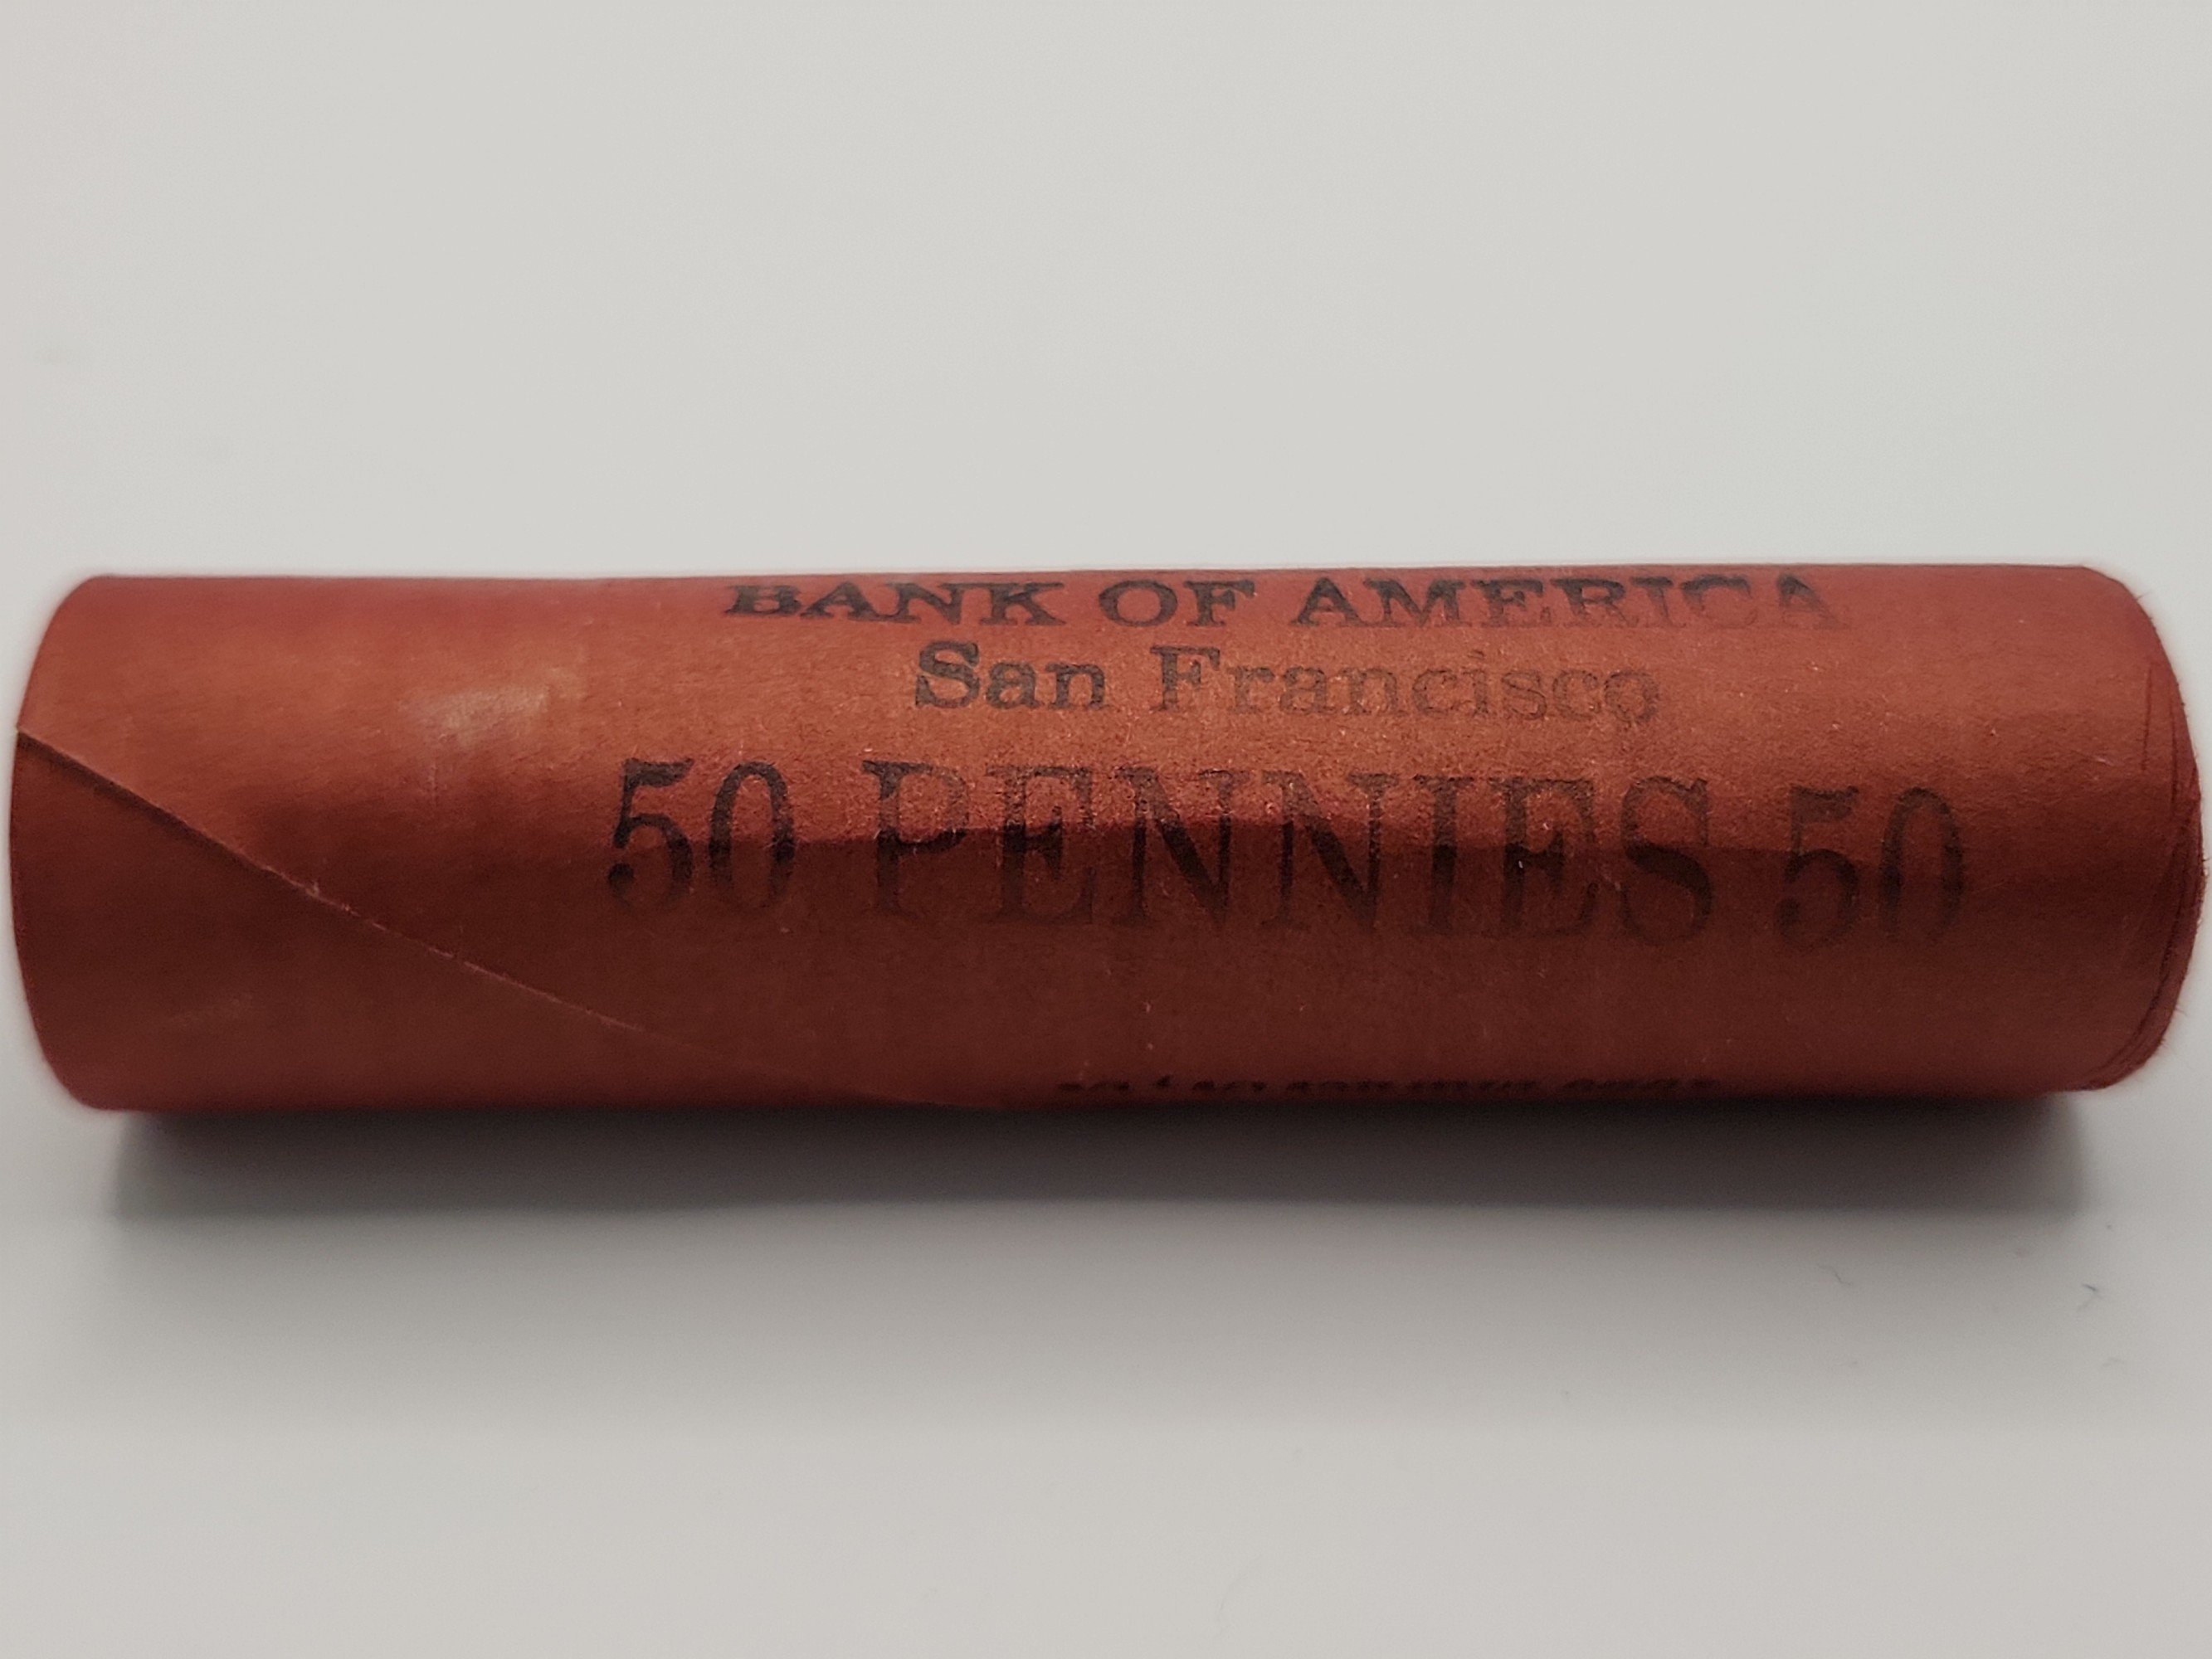 BANK OF AMERICA
San Francisco
50 PENNIES 50